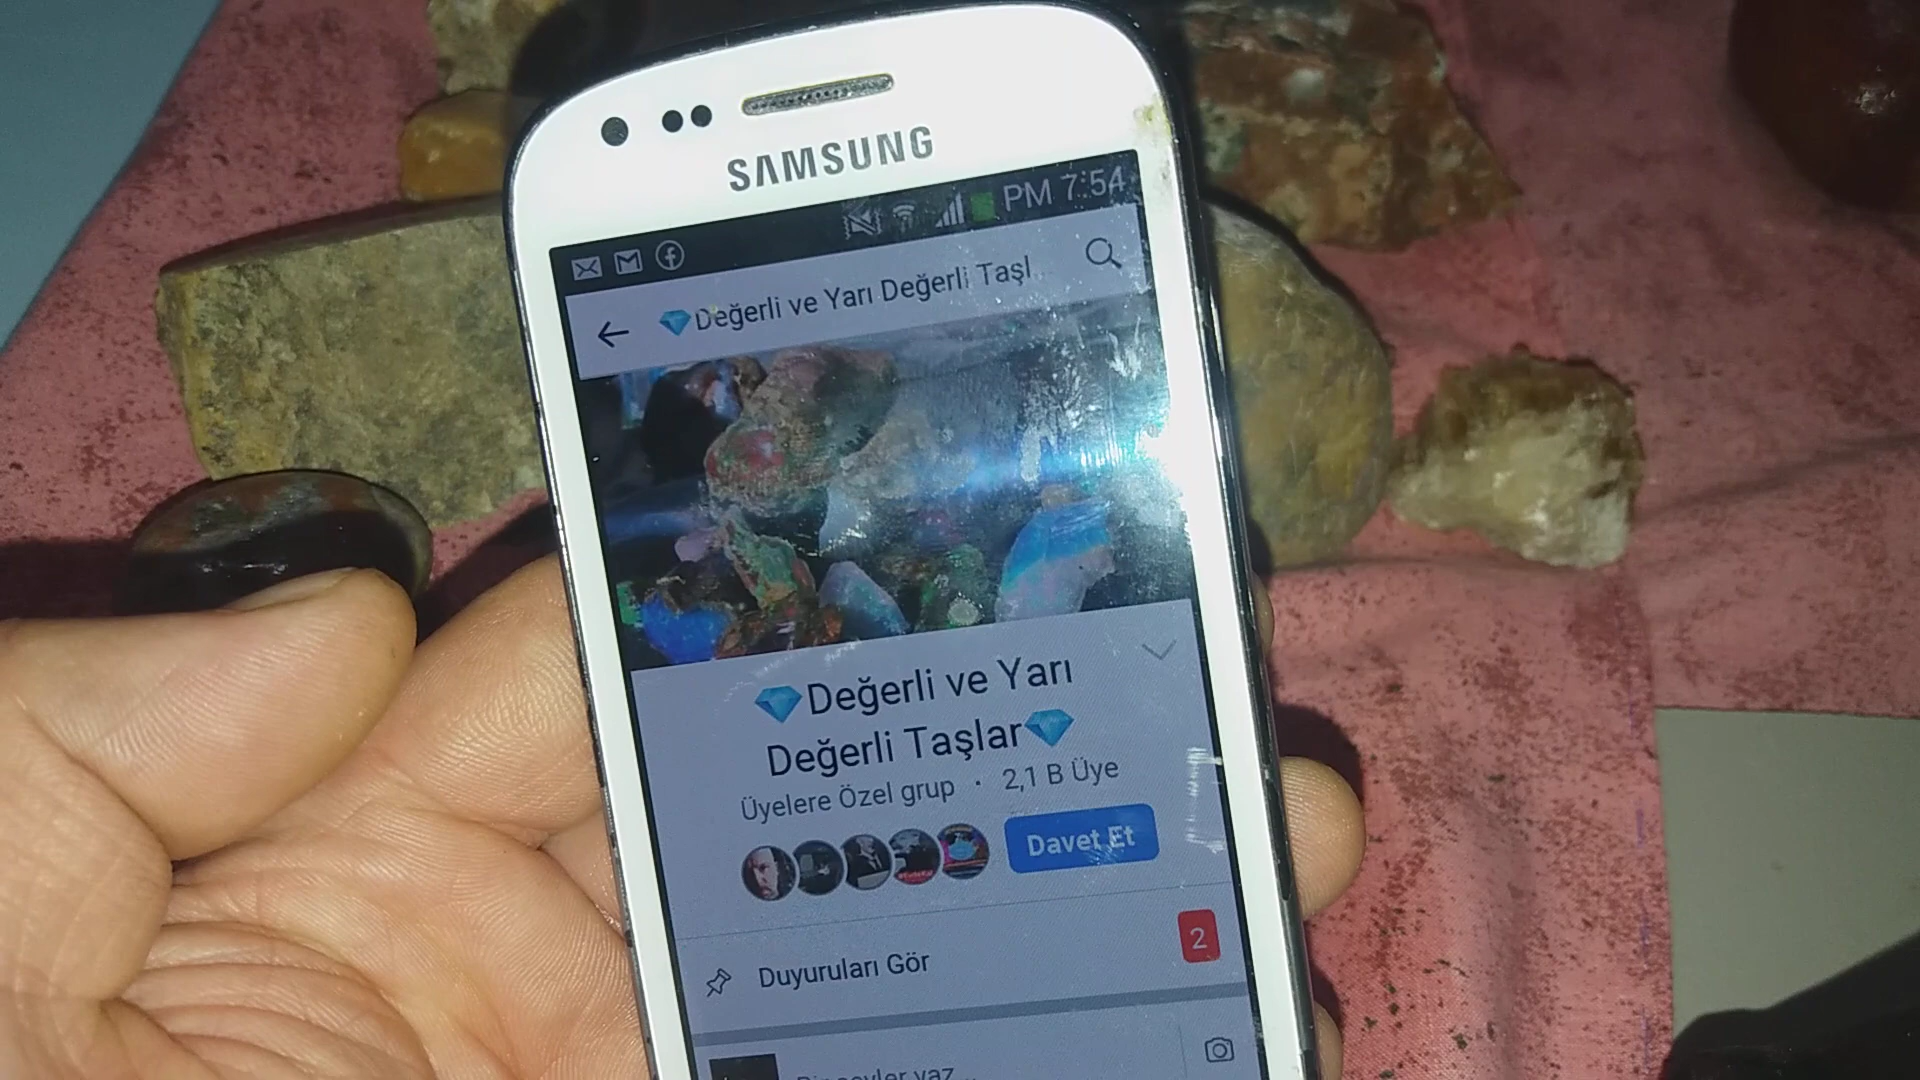 SAMSUNG
PM 7:54
Değerli ve Yarı Değerli Taşl...
Değerli ve Yarı
Değerli Taşlar
Üyelere Özel grup · 2,1 B Üye
Davet Et
Duyuruları Gör
2